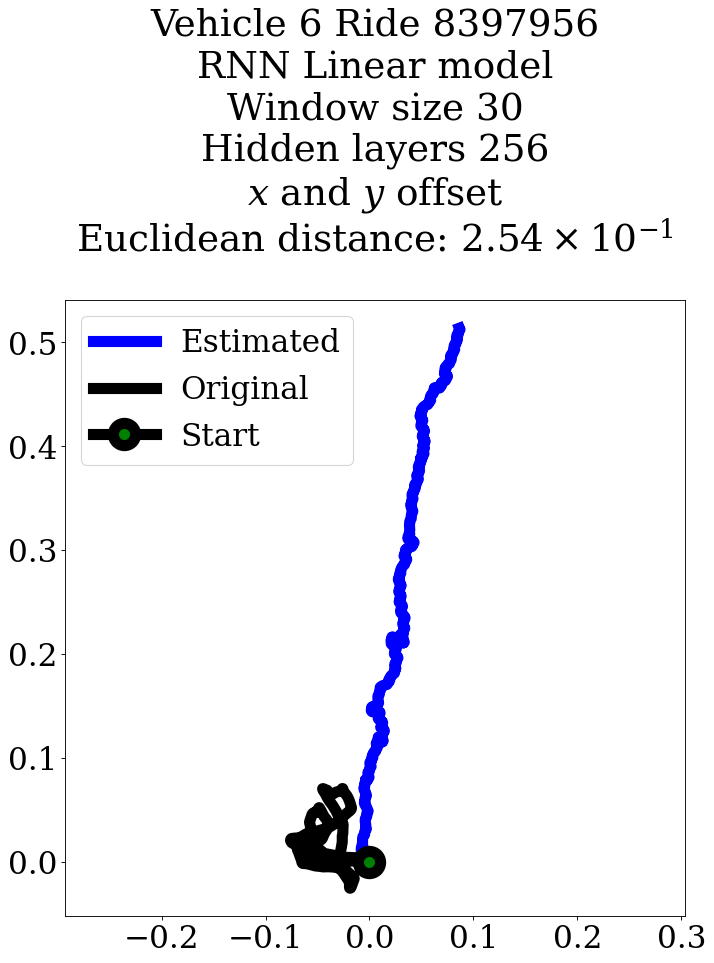 Vehicle 6 Ride 8397956
RNN Linear model
Window size 30
Hidden layers 256
x and y offset
Euclidean distance: 2.54 × 10⁻¹
Estimated
Original
Start
0.5
0.4
0.3
0.2
0.1
0.0
−0.2 −0.1 0.0 0.1 0.2 0.3